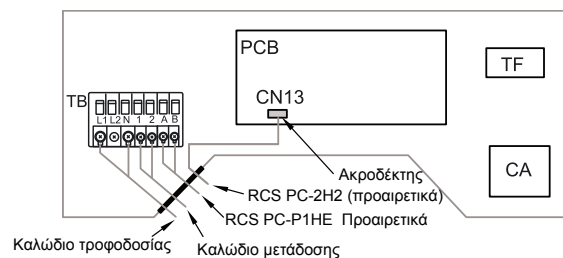 PCB
TF
TB
CN13
L1 L2 N 1 2 A B
Ακροδέκτης
CA
RCS PC-2H2 (προαιρετικά)
RCS PC-P1HE Προαιρετικά
Καλώδιο τροφοδοσίας
Καλώδιο μετάδοσης